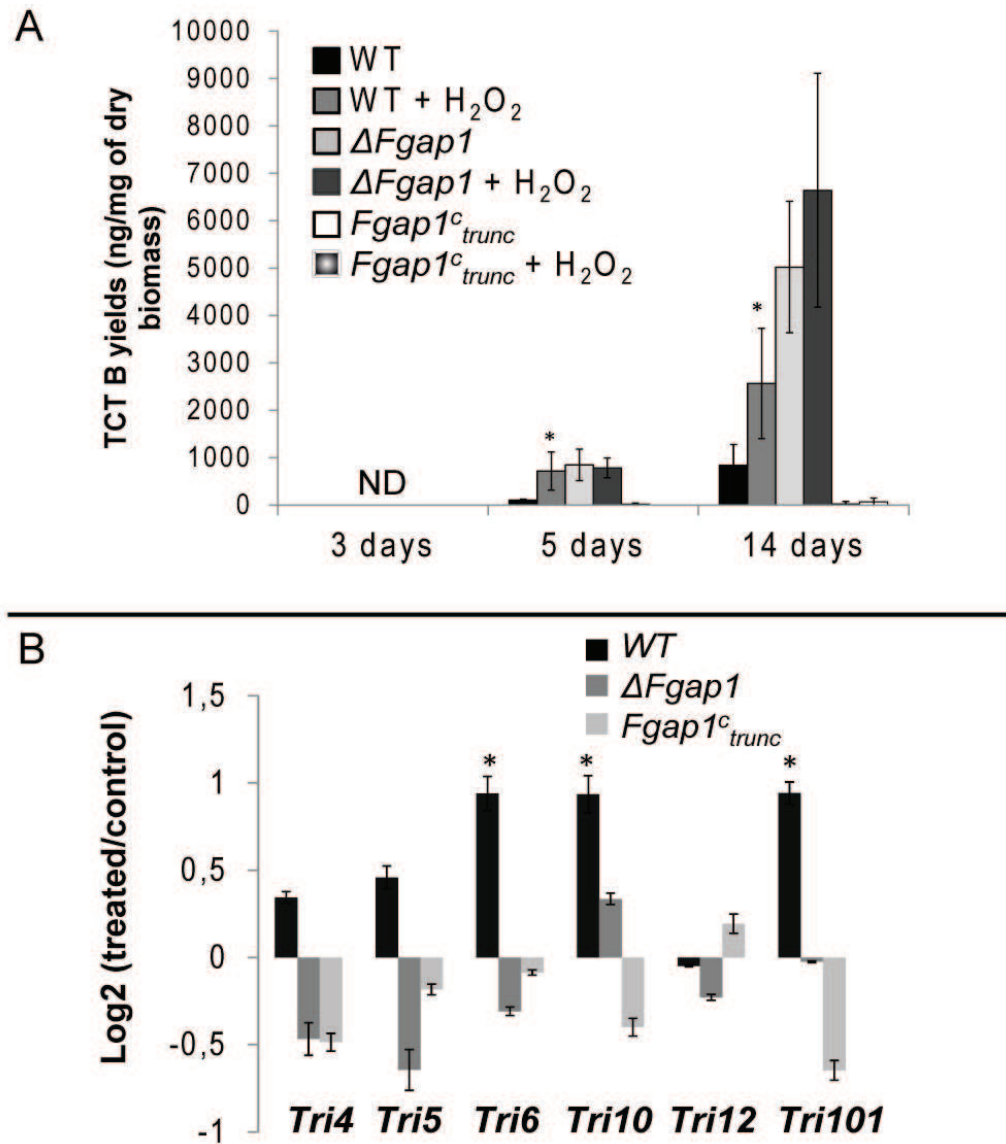 A
10000
9000
8000
7000
6000
5000
4000
3000
2000
1000
0
TCT B yields (ng/mg of dry
biomass)
WT
WT + H₂O₂
ΔFgap1
ΔFgap1 + H₂O₂
Fgap1ᶜtrunc
Fgap1ᶜtrunc + H₂O₂
ND
*
*
3 days 5 days 14 days
B
WT
ΔFgap1
Fgap1ᶜtrunc
Log2 (treated/control)
1,5
1
0,5
0
-0,5
-1
* * *
Tri4 Tri5 Tri6 Tri10 Tri12 Tri101